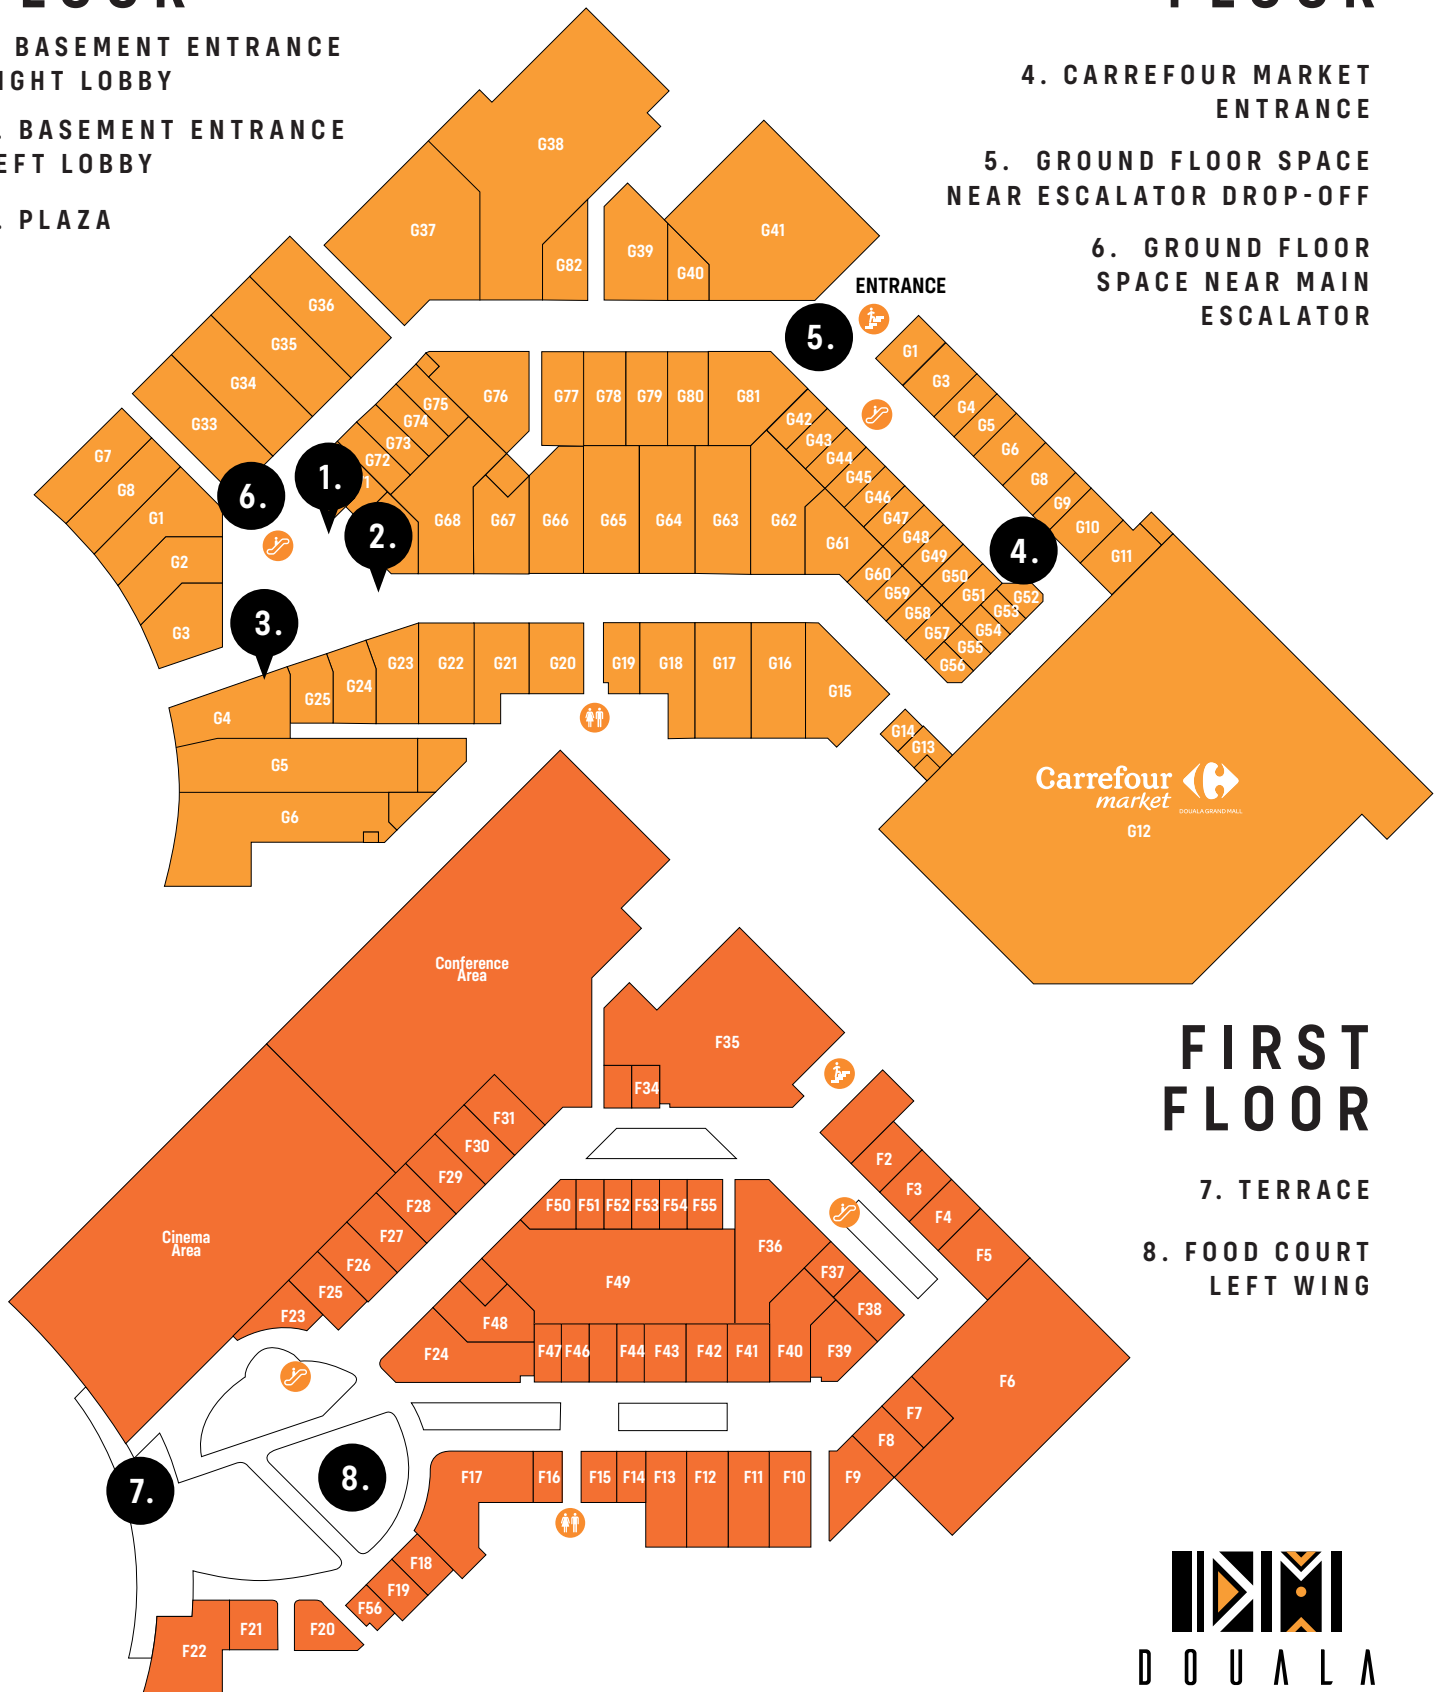 BASEMENT ENTRANCE
LOBBY
BASEMENT ENTRANCE
LOBBY
PLAZA
FLOOR
4. CARREFOUR MARKET
ENTRANCE
5. GROUND FLOOR SPACE
NEAR ESCALATOR DROP-OFF
6. GROUND FLOOR
SPACE NEAR MAIN
ESCALATOR
G38
G37
G82
G39
G40
G41
ENTRANCE
5.
G36
G35
G34
G33
G1
G3
G4
G5
G6
G8
G9
G10
G11
G76
G75
G74
G73
G72
G77
G78
G79
G80
G81
G42
G43
G44
G45
G46
G47
G48
G49
G50
G51
G52
G53
G54
G55
G56
G57
G58
G59
G60
G61
G7
G8
G1
G2
G3
6.
1.
2.
3.
4.
G68
G67
G66
G65
G64
G63
G62
G4
G25
G24
G23
G22
G21
G20
G19
G18
G17
G16
G15
G14
G13
G5
G6
Carrefour
market
DOUALA GRAND MALL
G12
Conference
Area
Cinema
Area
F35
F34
F31
F30
F29
F28
F27
F26
F25
F23
F50
F51
F52
F53
F54
F55
F36
F37
F38
F39
F49
F48
F24
F47
F46
F44
F43
F42
F41
F40
F2
F3
F4
F5
F6
F7
F8
F9
7.
8.
F17
F16
F15
F14
F13
F12
F11
F10
F18
F19
F56
F20
F21
F22
FIRST
FLOOR
7. TERRACE
8. FOOD COURT
LEFT WING
DOUALA